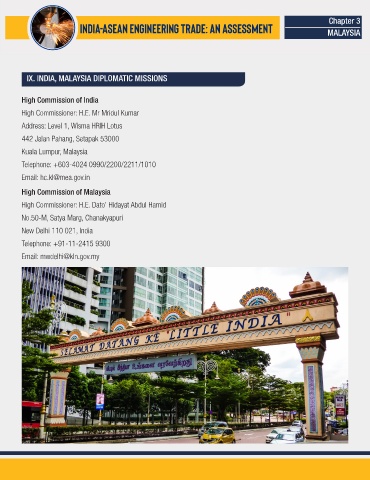 INDIA-ASEAN ENGINEERING TRADE: AN ASSESSMENT
Chapter 3
MALAYSIA
IX. INDIA, MALAYSIA DIPLOMATIC MISSIONS
High Commission of India
High Commissioner: H.E. Mr Mridul Kumar
Address: Level 1, Wisma HRIH Lotus
442 Jalan Pahang, Setapak 53000
Kuala Lumpur, Malaysia
Telephone: +603-4024 0990/2200/2211/1010
Email: hc.kl@mea.gov.in
High Commission of Malaysia
High Commissioner: H.E. Dato' Hidayat Abdul Hamid
No.50-M, Satya Marg, Chanakyapuri
New Delhi 110 021, India
Telephone: +91-11-2415 9300
Email: mwdelhi@kln.gov.my
SELAMAT DATANG KE "LITTLE INDIA"